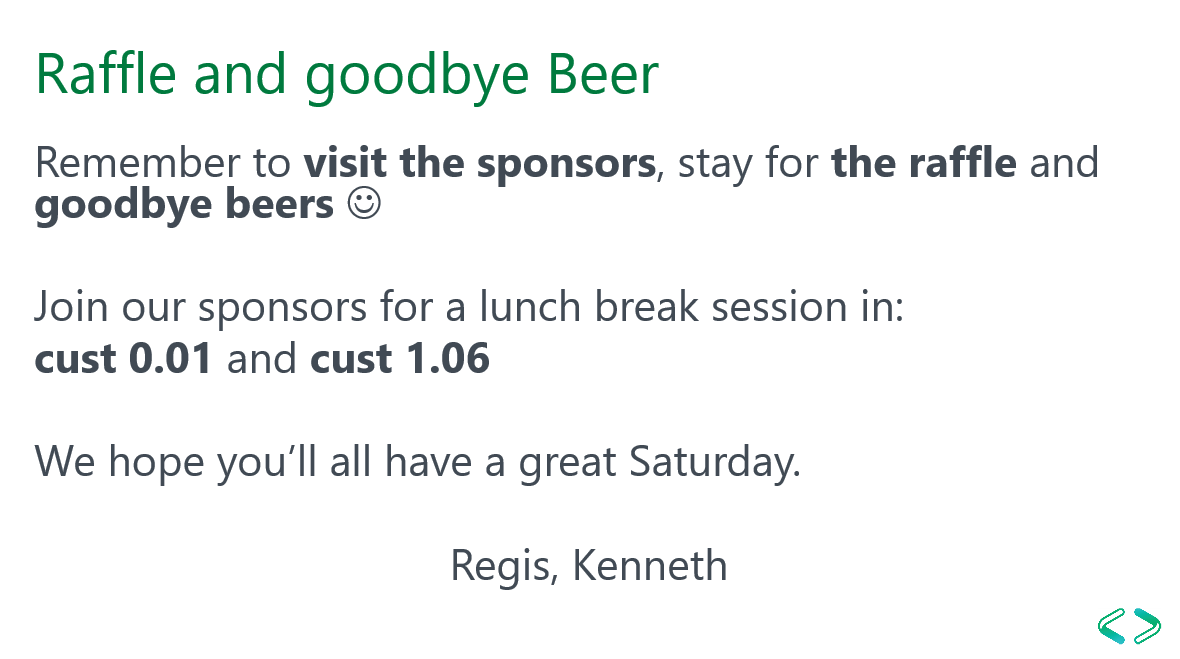 Raffle and goodbye Beer
Remember to visit the sponsors, stay for the raffle and
goodbye beers ☺
Join our sponsors for a lunch break session in:
cust 0.01 and cust 1.06
We hope you’ll all have a great Saturday.
Regis, Kenneth